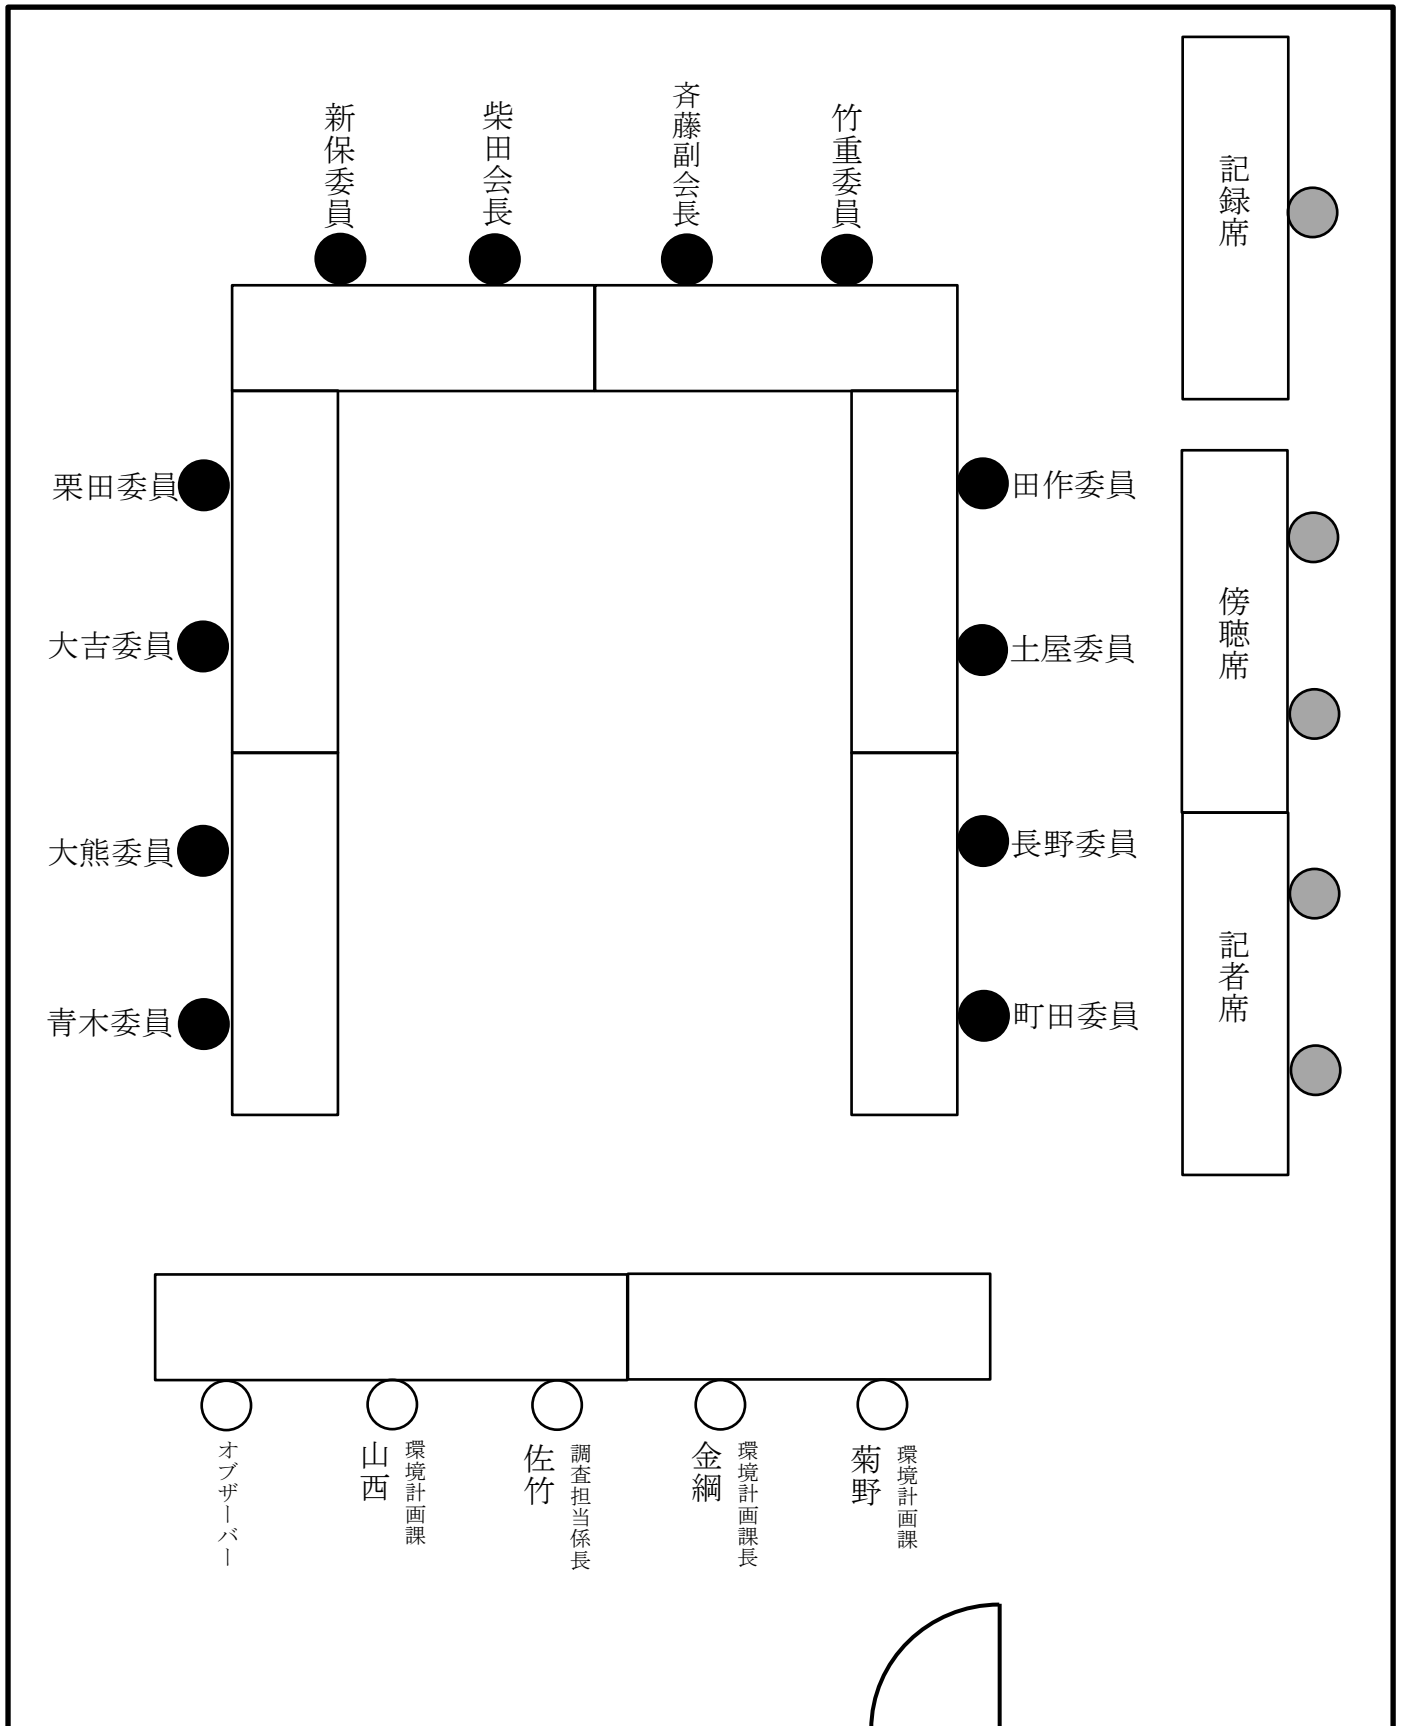 新保委員
柴田会長
斉藤副会長
竹重委員
記録席
栗田委員
田作委員
大吉委員
土屋委員
傍聴席
大熊委員
長野委員
記者席
青木委員
町田委員
オブザーバー
環境計画課
山西
調査担当係長
佐竹
環境計画課長
金綱
環境計画課
菊野